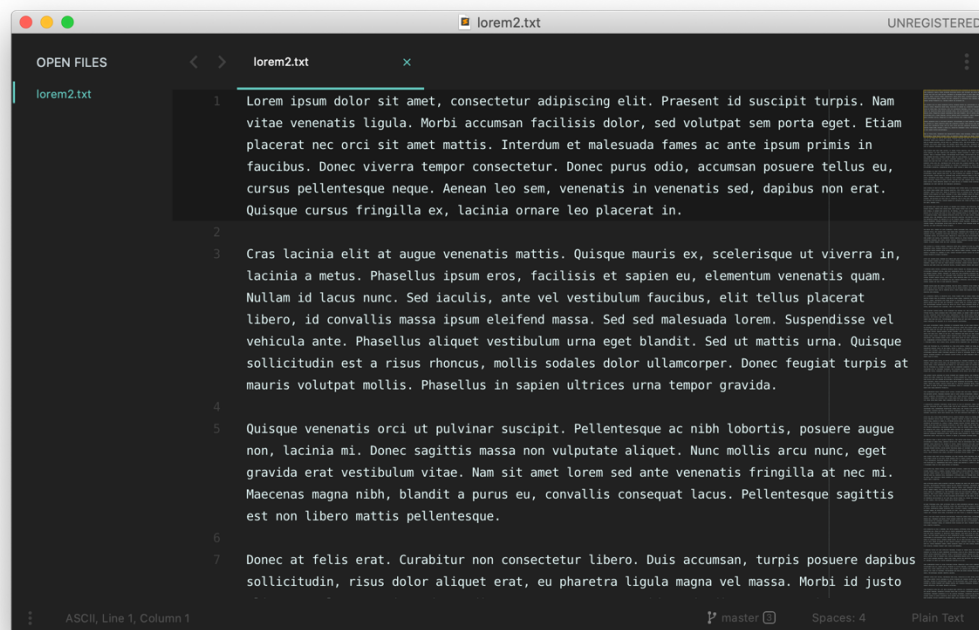 lorem2.txt
UNREGISTERED
OPEN FILES
lorem2.txt
lorem2.txt ×
1 Lorem ipsum dolor sit amet, consectetur adipiscing elit. Praesent id suscipit turpis. Nam
vitae venenatis ligula. Morbi accumsan facilisis dolor, sed volutpat sem porta eget. Etiam
placerat nec orci sit amet mattis. Interdum et malesuada fames ac ante ipsum primis in
faucibus. Donec viverra tempor consectetur. Donec purus odio, accumsan posuere tellus eu,
cursus pellentesque neque. Aenean leo sem, venenatis in venenatis sed, dapibus non erat.
Quisque cursus fringilla ex, lacinia ornare leo placerat in.
2
3 Cras lacinia elit at augue venenatis mattis. Quisque mauris ex, scelerisque ut viverra in,
lacinia a metus. Phasellus ipsum eros, facilisis et sapien eu, elementum venenatis quam.
Nullam id lacus nunc. Sed iaculis, ante vel vestibulum faucibus, elit tellus placerat
libero, id convallis massa ipsum eleifend massa. Sed sed malesuada lorem. Suspendisse vel
vehicula ante. Phasellus aliquet vestibulum urna eget blandit. Sed ut mattis urna. Quisque
sollicitudin est a risus rhoncus, mollis sodales dolor ullamcorper. Donec feugiat turpis at
mauris volutpat mollis. Phasellus in sapien ultrices urna tempor gravida.
4
5 Quisque venenatis orci ut pulvinar suscipit. Pellentesque ac nibh lobortis, posuere augue
non, lacinia mi. Donec sagittis massa non vulputate aliquet. Nunc mollis arcu nunc, eget
gravida erat vestibulum vitae. Nam sit amet lorem sed ante venenatis fringilla at nec mi.
Maecenas magna nibh, blandit a purus eu, convallis consequat lacus. Pellentesque sagittis
est non libero mattis pellentesque.
6
7 Donec at felis erat. Curabitur non consectetur libero. Duis accumsan, turpis posuere dapibus
sollicitudin, risus dolor aliquet erat, eu pharetra ligula magna vel massa. Morbi id justo
ASCII, Line 1, Column 1
master 3
Spaces: 4
Plain Text